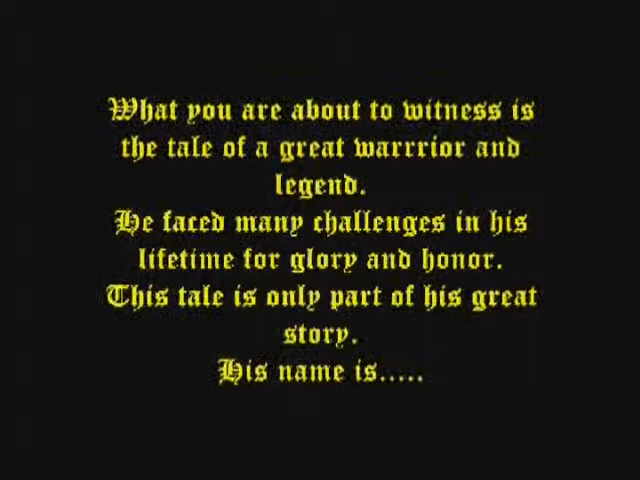 What you are about to witness is
the tale of a great warrrior and
legend.
He faced many challenges in his
lifetime for glory and honor.
This tale is only part of his great
story.
His name is.....